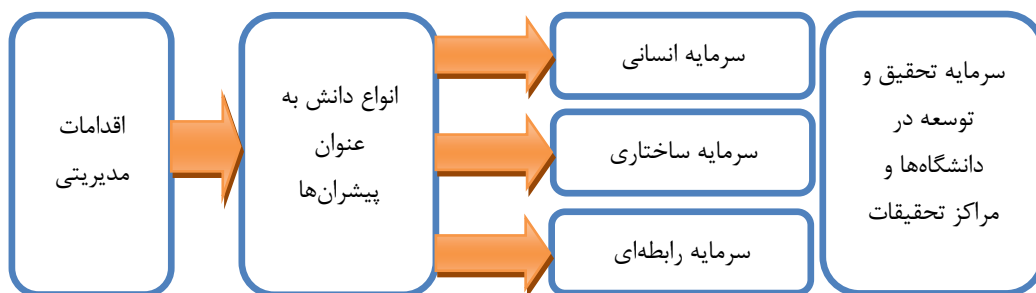 اقدامات
مدیریتی
انواع دانش به
عنوان
پیشران‌ها
سرمایه انسانی
سرمایه ساختاری
سرمایه رابطه‌ای
سرمایه تحقیق و
توسعه در
دانشگاه‌ها و
مراکز تحقیقات